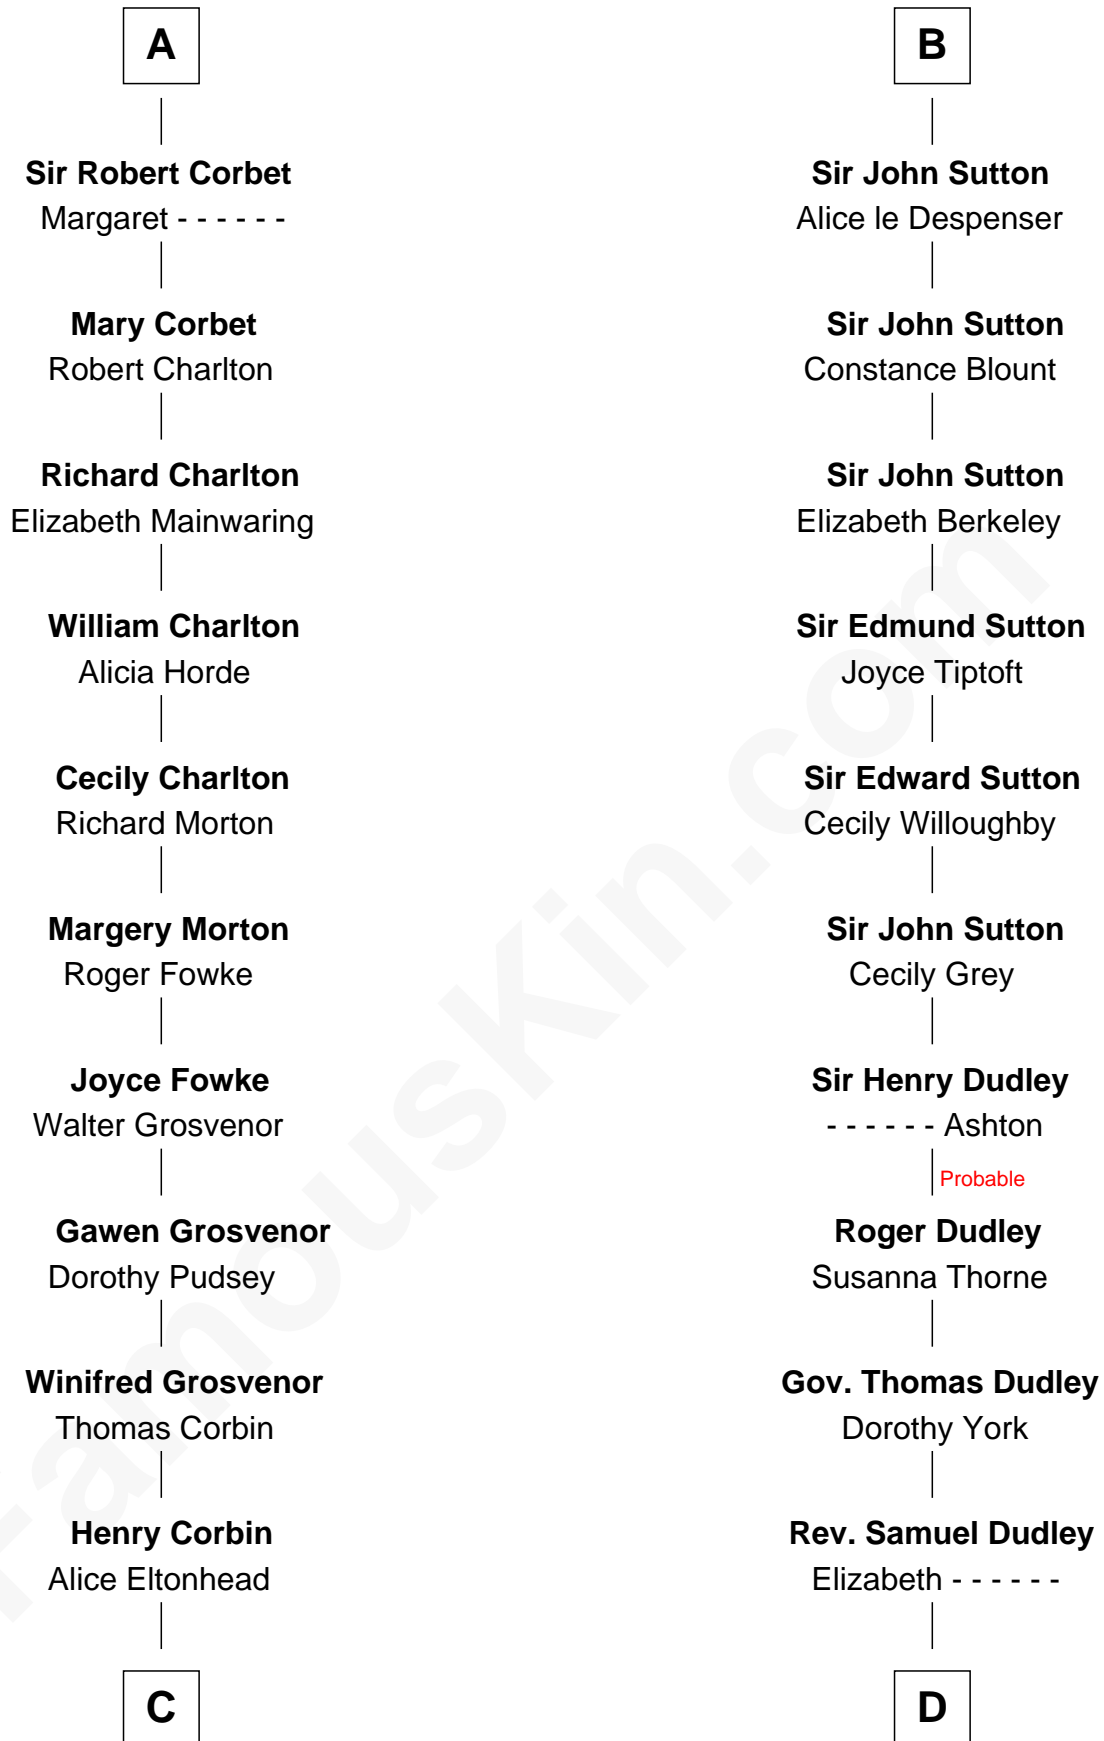 A
Sir Robert Corbet
Margaret - - - - - -
Mary Corbet
Robert Charlton
Richard Charlton
Elizabeth Mainwaring
William Charlton
Alicia Horde
Cecily Charlton
Richard Morton
Margery Morton
Roger Fowke
Joyce Fowke
Walter Grosvenor
Gawen Grosvenor
Dorothy Pudsey
Winifred Grosvenor
Thomas Corbin
Henry Corbin
Alice Eltonhead
C
B
Sir John Sutton
Alice le Despenser
Sir John Sutton
Constance Blount
Sir John Sutton
Elizabeth Berkeley
Sir Edmund Sutton
Joyce Tiptoft
Sir Edward Sutton
Cecily Willoughby
Sir John Sutton
Cecily Grey
Sir Henry Dudley
- - - - - - Ashton
Probable
Roger Dudley
Susanna Thorne
Gov. Thomas Dudley
Dorothy York
Rev. Samuel Dudley
Elizabeth - - - - - -
D
FamousKin.com